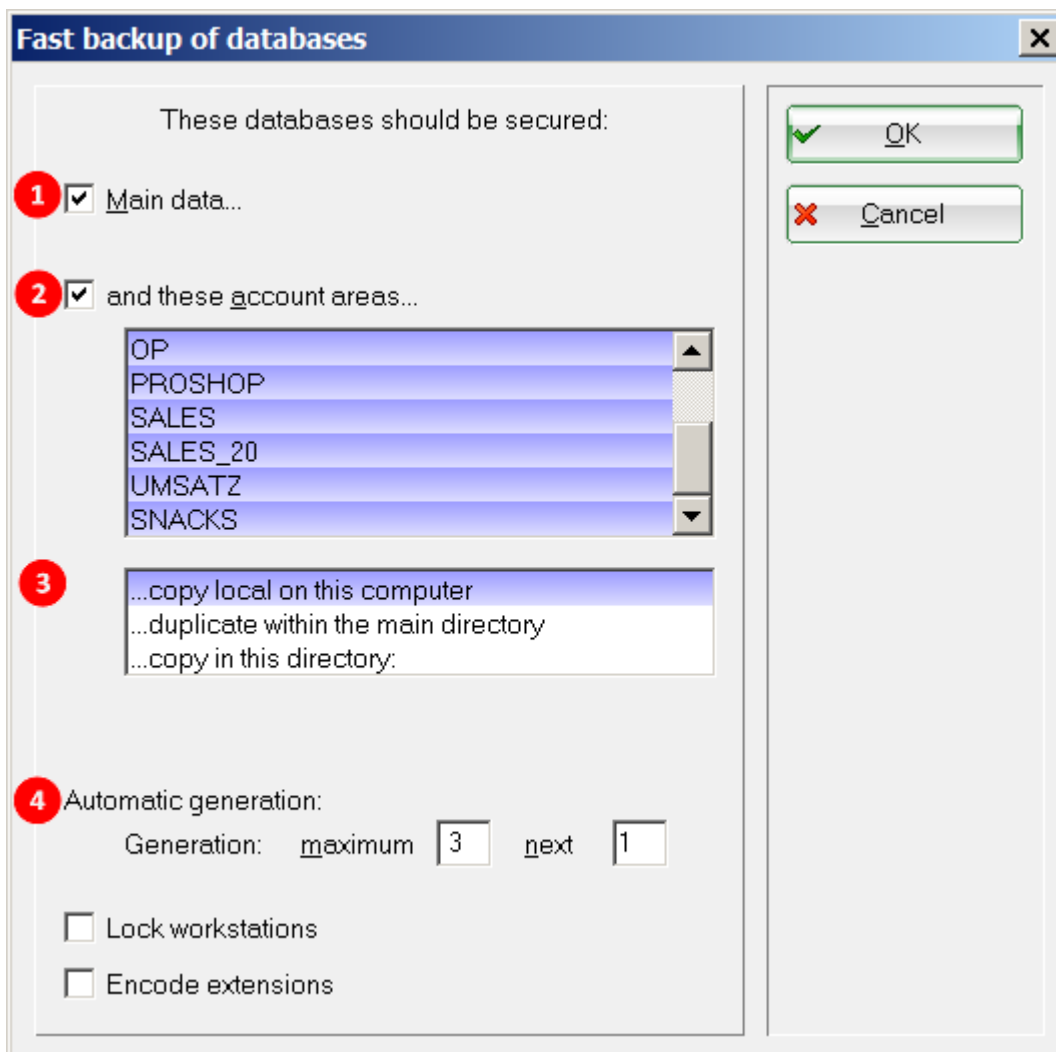 Fast backup of databases
These databases should be secured:
OK
Cancel
1 Main data...
2 and these account areas...
OP
PROSHOP
SALES
SALES_20
UMSATZ
SNACKS
3
...copy local on this computer
...duplicate within the main directory
...copy in this directory:
4 Automatic generation:
Generation: maximum 3 next 1
Lock workstations
Encode extensions